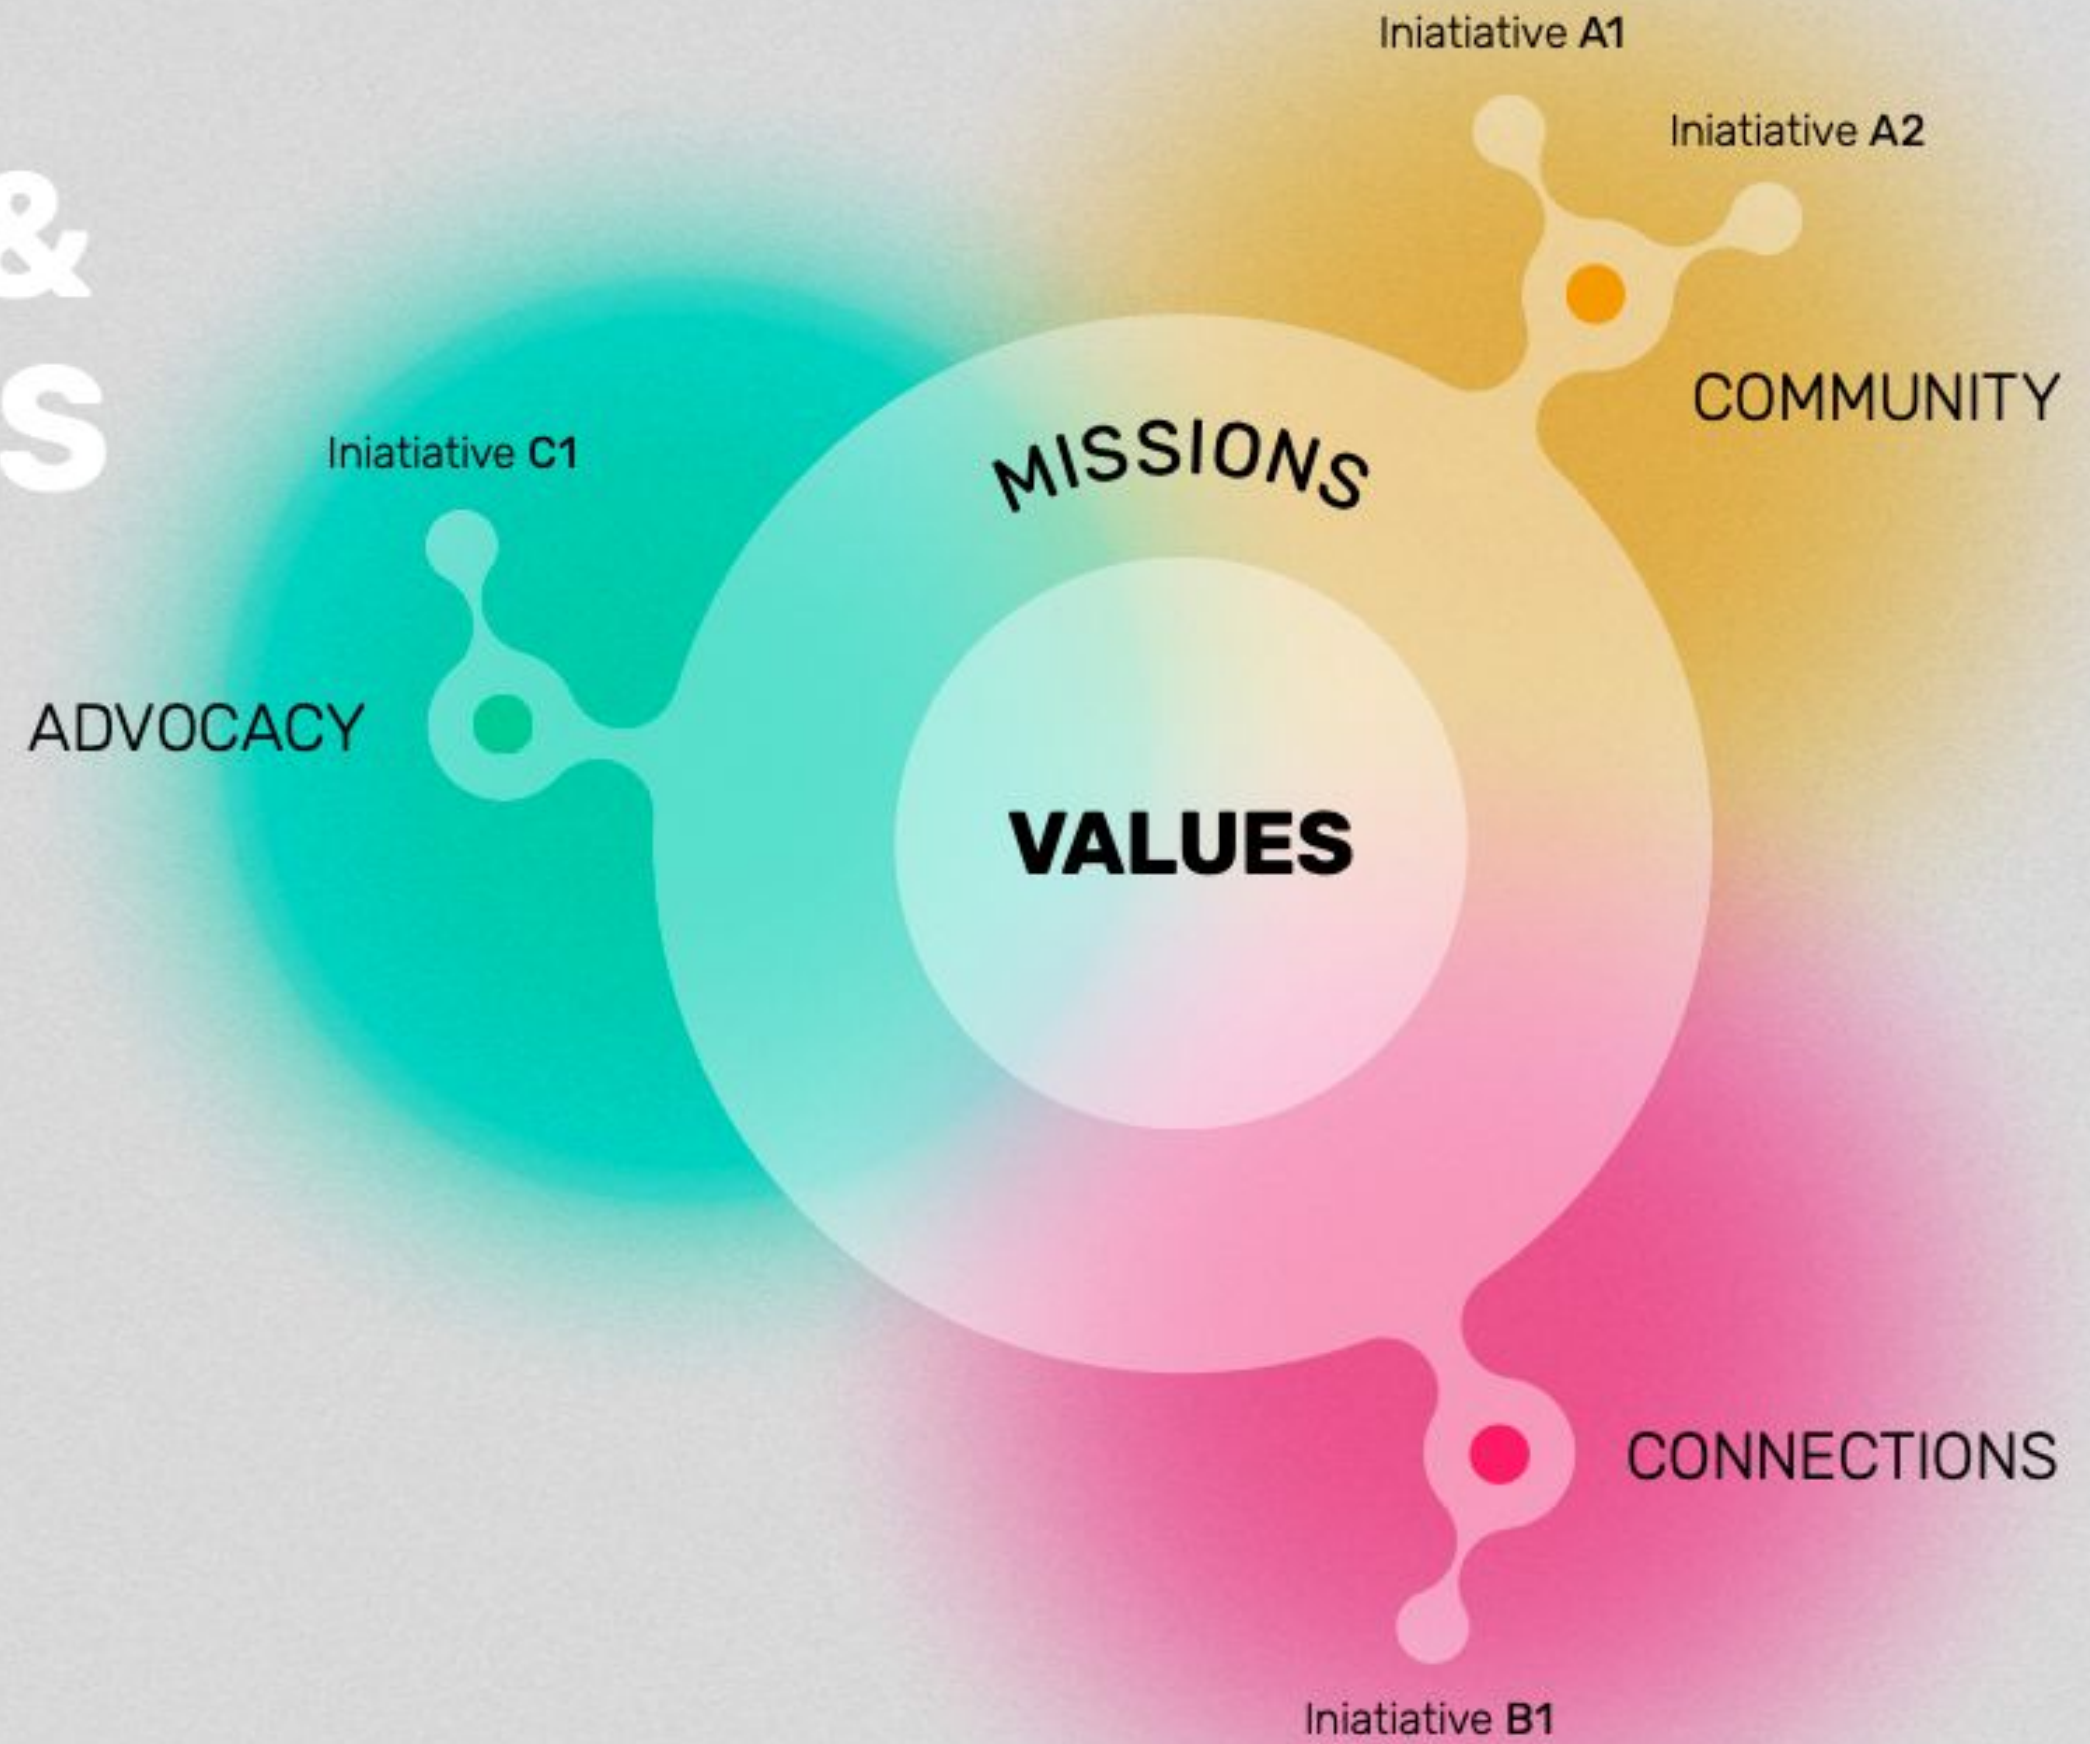 Iniatiative A1
Iniatiative A2
&
S
COMMUNITY
MISSIONS
Iniatiative C1
ADVOCACY
VALUES
CONNECTIONS
Iniatiative B1